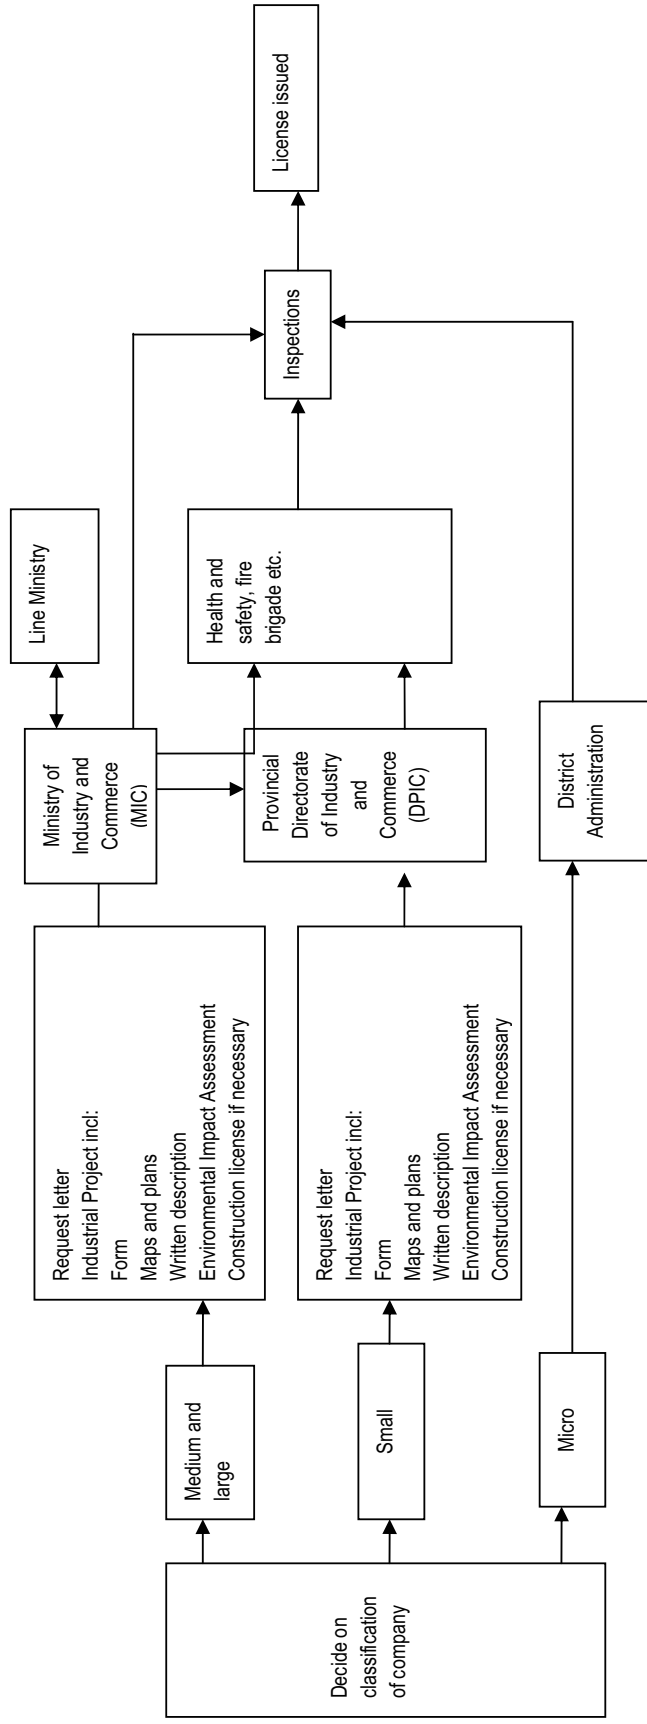 Decide on
classification
of company
Medium and
large
Small
Micro
Request letter
Industrial Project incl:
Form
Maps and plans
Written description
Environmental Impact Assessment
Construction license if necessary
Request letter
Industrial Project incl:
Form
Maps and plans
Written description
Environmental Impact Assessment
Construction license if necessary
Ministry of
Industry and
Commerce
(MIC)
Provincial
Directorate
of Industry
and
Commerce
(DPIC)
District
Administration
Line Ministry
Health and
safety, fire
brigade etc.
Inspections
License issued